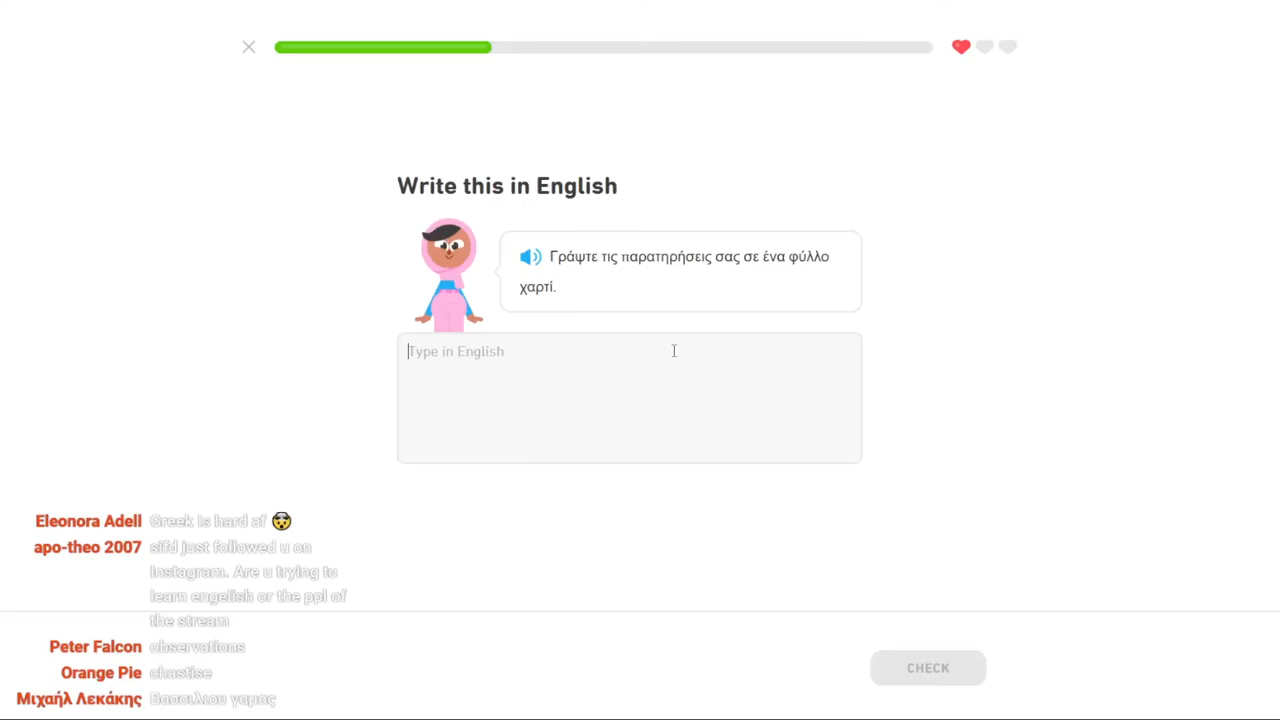 Write this in English
Γράψτε τις παρατηρήσεις σας σε ένα φύλλο
χαρτί.
Type in English
Eleonora Adell Greek is hard af 🤯
apo-theo 2007 sifd just followed u on
Instagram. Are u trying to
learn engelish or the ppl of
the stream
Peter Falcon observations
Orange Pie chastise
Μιχαήλ Λεκάκης Βασσιλιου γαμας
CHECK